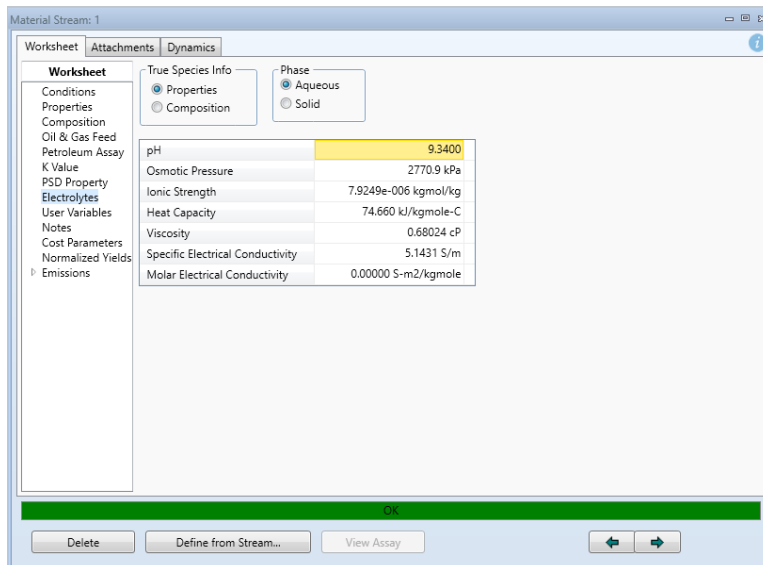 Material Stream: 1
Worksheet Attachments Dynamics
Worksheet
Conditions
Properties
Composition
Oil & Gas Feed
Petroleum Assay
K Value
PSD Property
Electrolytes
User Variables
Notes
Cost Parameters
Normalized Yields
Emissions
True Species Info
Properties
Composition
Phase
Aqueous
Solid
pH 9.3400
Osmotic Pressure 2770.9 kPa
Ionic Strength 7.9249e-006 kgmol/kg
Heat Capacity 74.660 kJ/kgmole-C
Viscosity 0.68024 cP
Specific Electrical Conductivity 5.1431 S/m
Molar Electrical Conductivity 0.00000 S-m2/kgmole
OK
Delete Define from Stream... View Assay